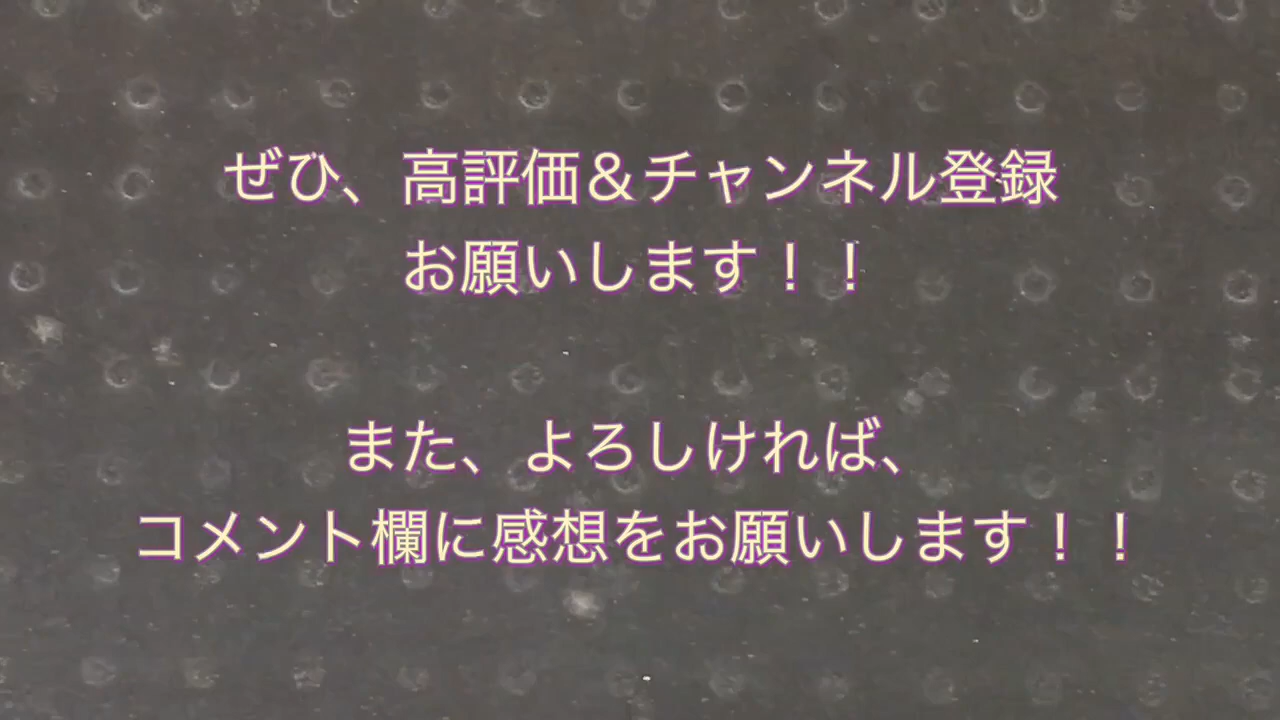 ぜひ、高評価＆チャンネル登録
お願いします！！
また、よろしければ、
コメント欄に感想をお願いします！！